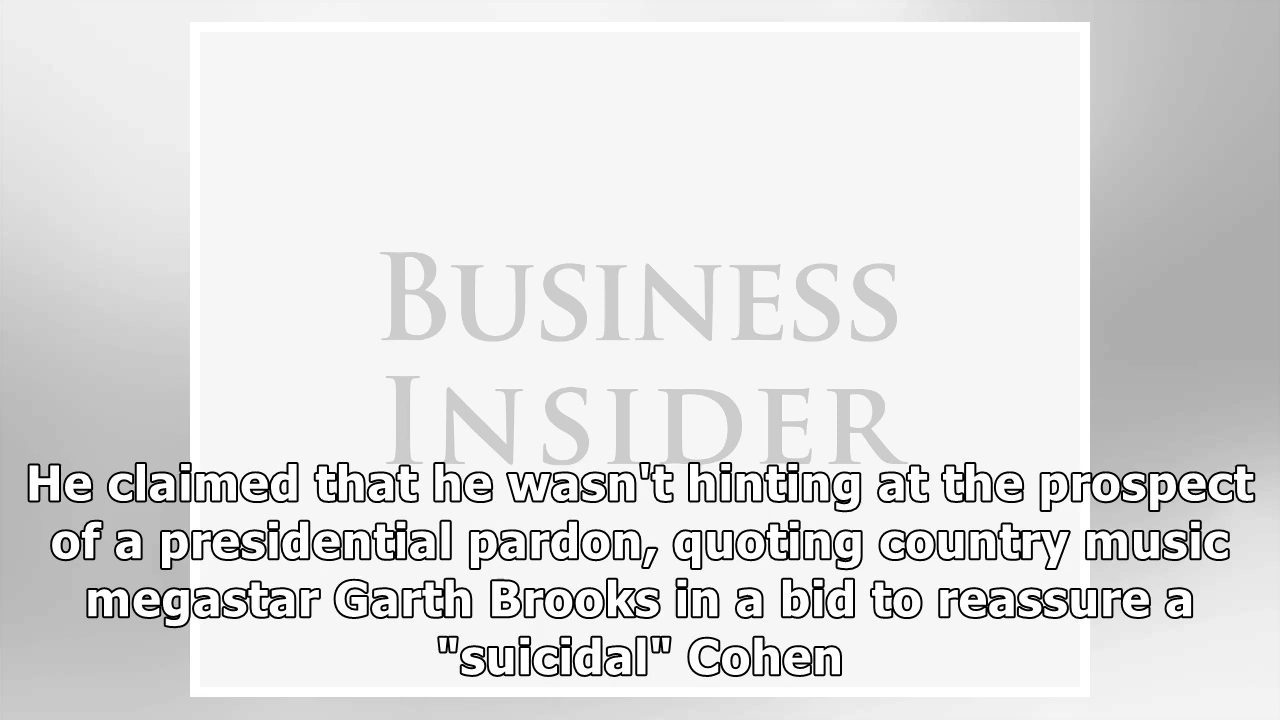 BUSINESS
INSIDER
He claimed that he wasn't hinting at the prospect
of a presidential pardon, quoting country music
megastar Garth Brooks in a bid to reassure a
"suicidal" Cohen